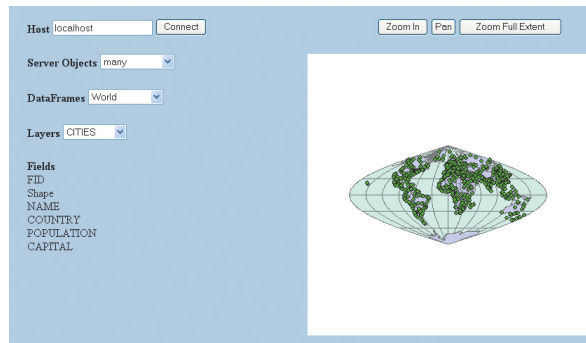 Host localhost Connect
Zoom In Pan Zoom Full Extent
Server Objects many
DataFrames World
Layers CITIES
Fields
FID
Shape
NAME
COUNTRY
POPULATION
CAPITAL